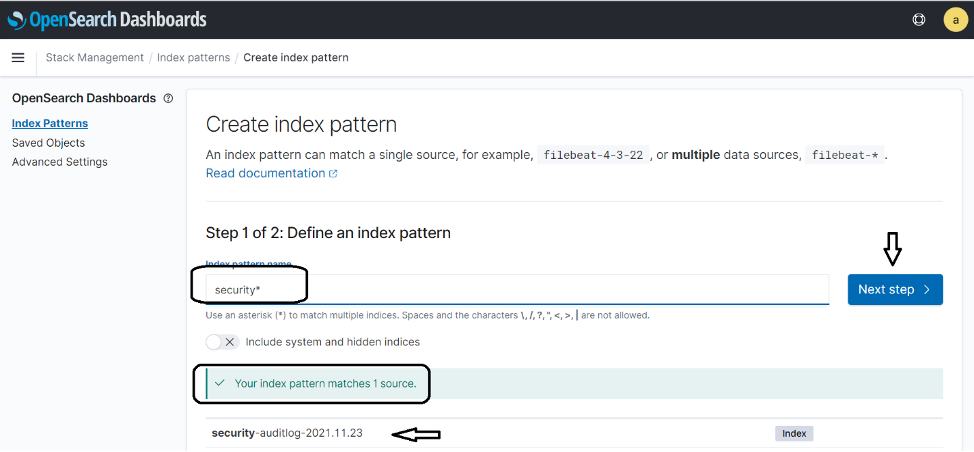 OpenSearch Dashboards
a
Stack Management / Index patterns / Create index pattern
OpenSearch Dashboards
Index Patterns
Saved Objects
Advanced Settings
Create index pattern
An index pattern can match a single source, for example, filebeat-4-3-22 , or multiple data sources, filebeat-* .
Read documentation
Step 1 of 2: Define an index pattern
Index pattern name
security*
Next step
Use an asterisk (*) to match multiple indices. Spaces and the characters \, /, ?, ", <, >, | are not allowed.
Include system and hidden indices
Your index pattern matches 1 source.
security-auditlog-2021.11.23
Index